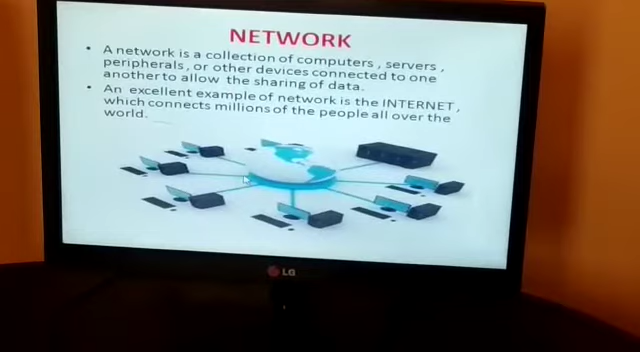 NETWORK
• A network is a collection of computers , servers ,
peripherals, or other devices connected to one
another to allow the sharing of data.
• An excellent example of network is the INTERNET ,
which connects millions of the people all over the
world.
LG